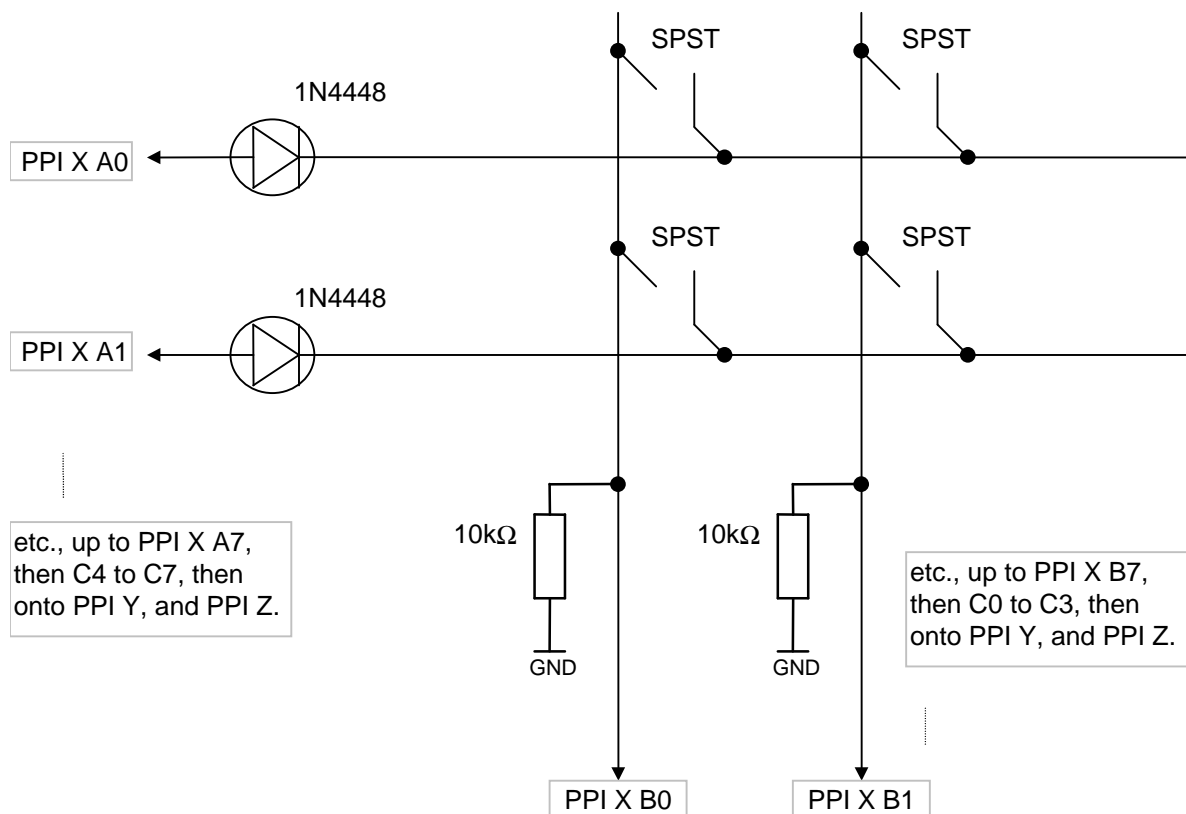 SPST
SPST
1N4448
PPI X A0
SPST
SPST
1N4448
PPI X A1
10kΩ
10kΩ
etc., up to PPI X A7,
then C4 to C7, then
onto PPI Y, and PPI Z.
etc., up to PPI X B7,
then C0 to C3, then
onto PPI Y, and PPI Z.
GND
GND
PPI X B0
PPI X B1